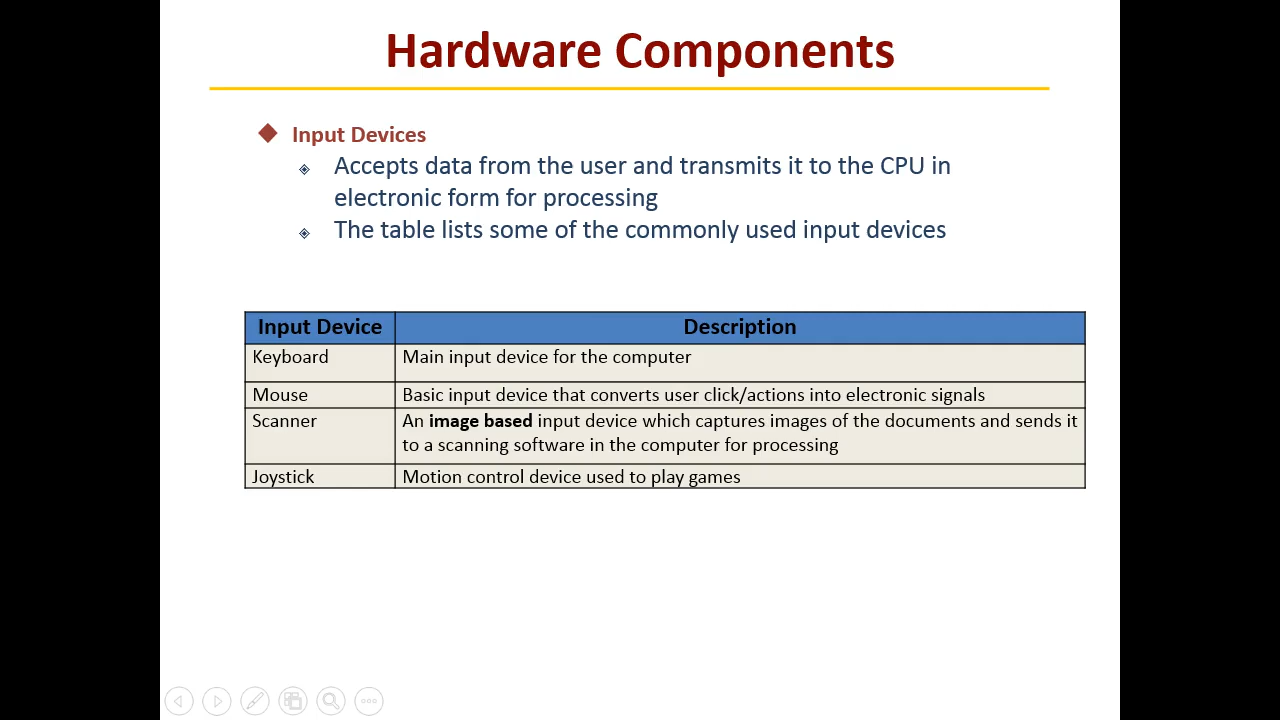 Hardware Components
Input Devices
Accepts data from the user and transmits it to the CPU in
electronic form for processing
The table lists some of the commonly used input devices
Input Device Description
Keyboard Main input device for the computer
Mouse Basic input device that converts user click/actions into electronic signals
Scanner An image based input device which captures images of the documents and sends it
to a scanning software in the computer for processing
Joystick Motion control device used to play games